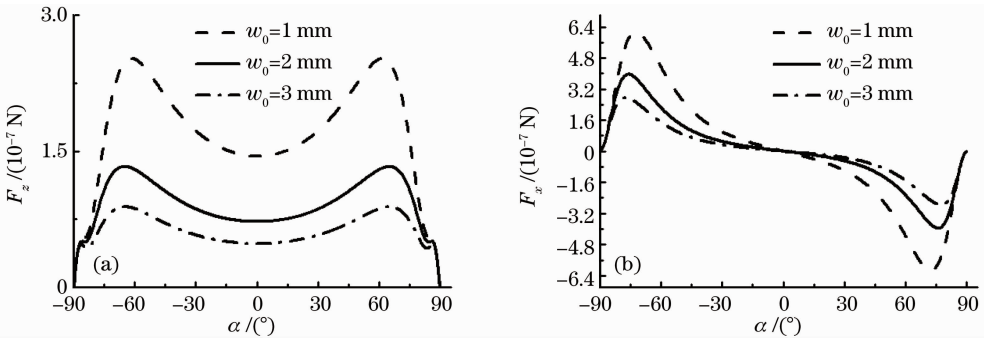 3.0
1.5
0
F_z /(10⁻⁷ N)
w₀=1 mm
w₀=2 mm
w₀=3 mm
(a)
−90 −60 −30 0 30 60 90
α /(°)
6.4
4.8
3.2
1.6
0
−1.6
−3.2
−4.8
−6.4
F_x /(10⁻⁷ N)
w₀=1 mm
w₀=2 mm
w₀=3 mm
(b)
−90 −60 −30 0 30 60 90
α /(°)